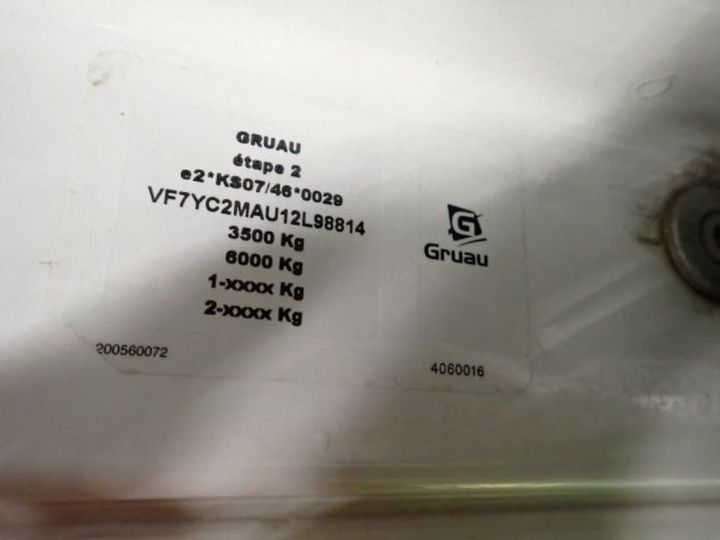 GRUAU
étape 2
e2*KS07/46*0029
VF7YC2MAU12L98814
3500 Kg
6000 Kg
1-xxxx Kg
2-xxxx Kg
200560072
G
Gruau
4060016